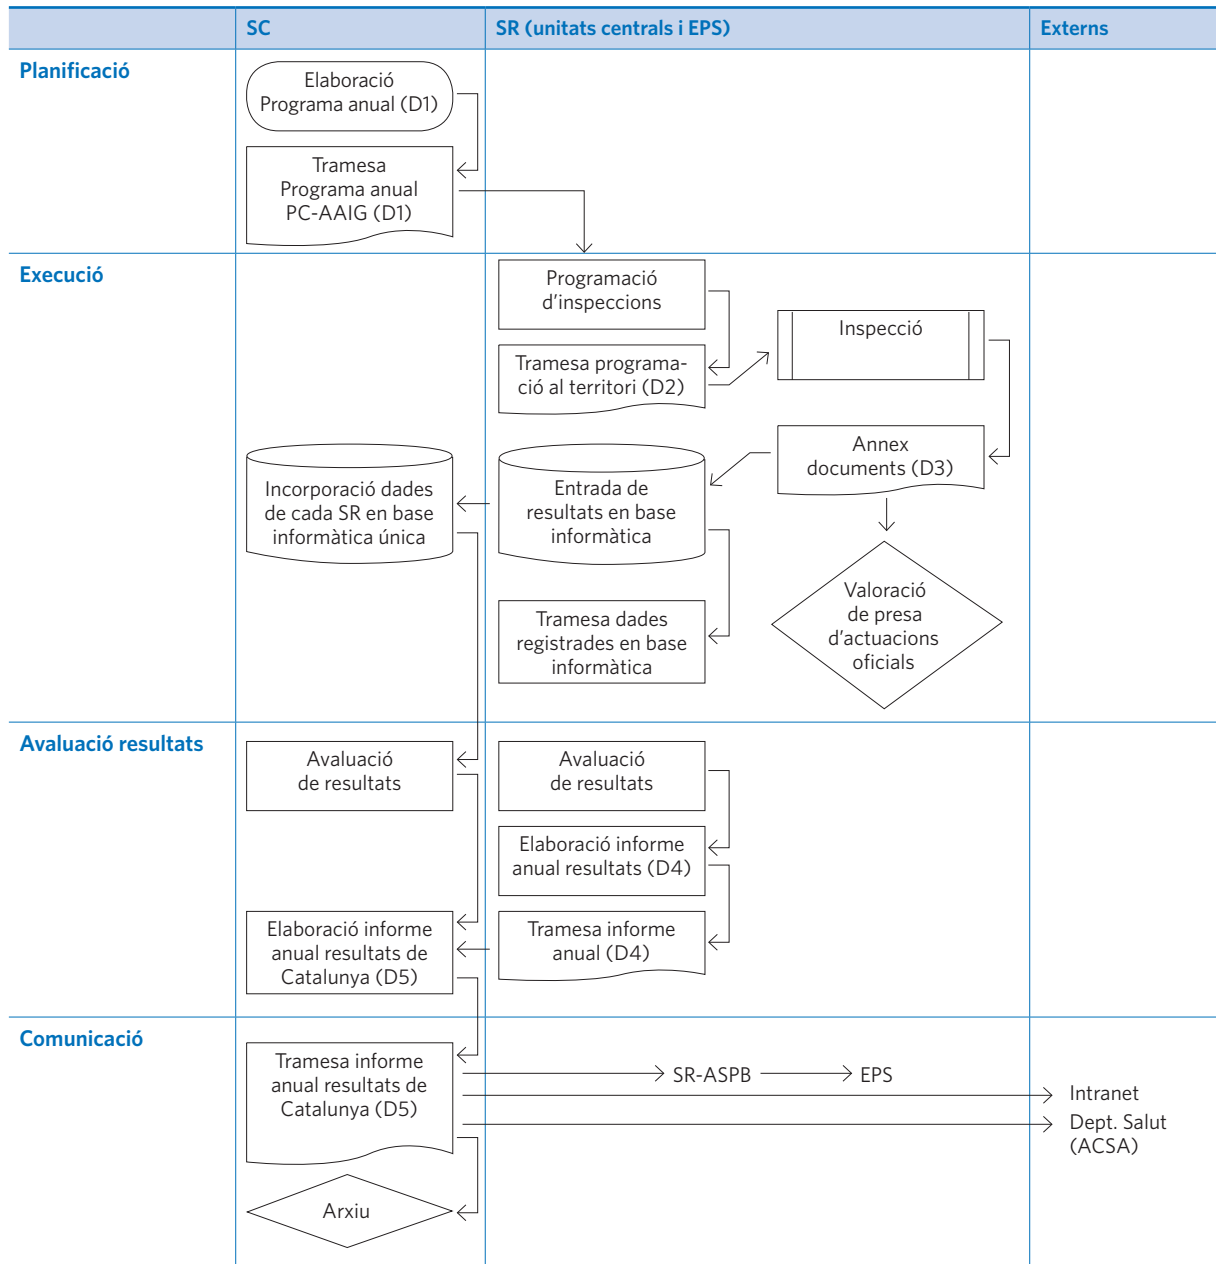 SC
SR (unitats centrals i EPS)
Externs
Planificació
Elaboració
Programa anual (D1)
Tramesa
Programa anual
PC-AAIG (D1)
Execució
Programació
d’inspeccions
Inspecció
Tramesa programa-
ció al territori (D2)
Annex
documents (D3)
Incorporació dades
de cada SR en base
informàtica única
Entrada de
resultats en base
informàtica
Valoració
de presa
d’actuacions
oficials
Tramesa dades
registrades en base
informàtica
Avaluació resultats
Avaluació
de resultats
Avaluació
de resultats
Elaboració informe
anual resultats (D4)
Elaboració informe
anual resultats de
Catalunya (D5)
Tramesa informe
anual (D4)
Comunicació
Tramesa informe
anual resultats de
Catalunya (D5)
SR-ASPB
EPS
Intranet
Dept. Salut
(ACSA)
Arxiu